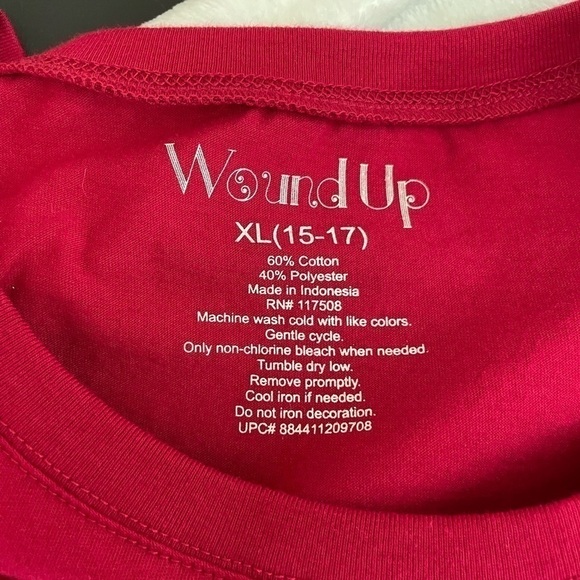 Wound Up
XL(15-17)
60% Cotton
40% Polyester
Made in Indonesia
RN# 117508
Machine wash cold with like colors.
Gentle cycle.
Only non-chlorine bleach when needed.
Tumble dry low.
Remove promptly.
Cool iron if needed.
Do not iron decoration.
UPC# 884411209708